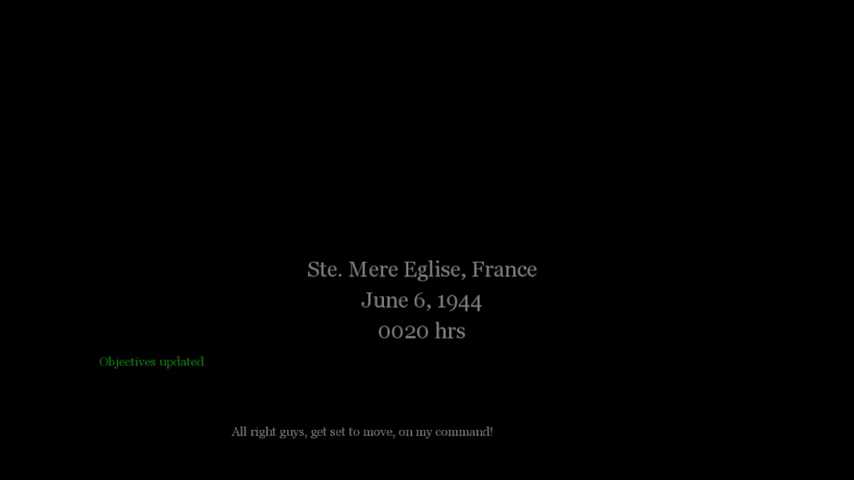 Ste. Mere Eglise, France
June 6, 1944
0020 hrs
Objectives updated.
All right guys, get set to move, on my command!